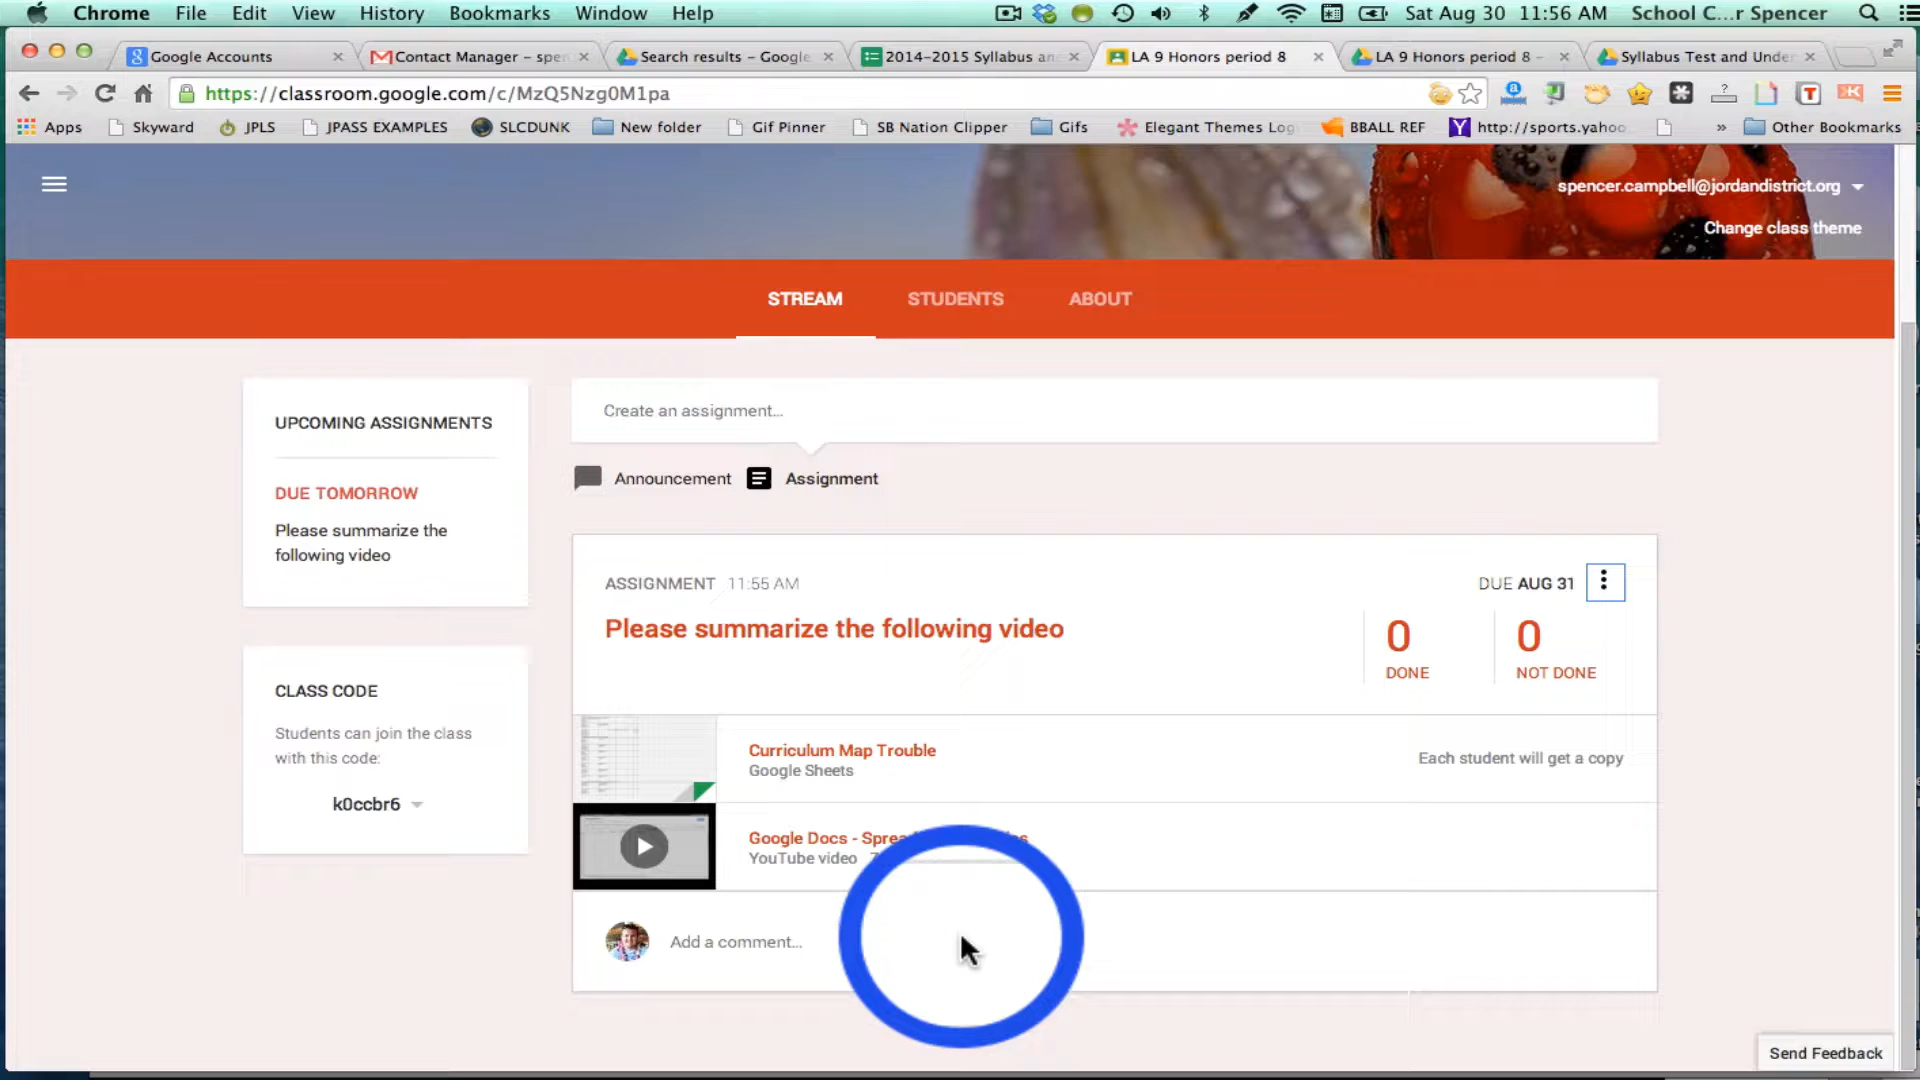 Chrome File Edit View History Bookmarks Window Help Sat Aug 30 11:56 AM School C...r Spencer
Google Accounts Contact Manager – spen Search results – Google 2014–2015 Syllabus an LA 9 Honors period 8 LA 9 Honors period 8 – Syllabus Test and Under
https://classroom.google.com/c/MzQ5Nzg0M1pa
Apps Skyward JPLS JPASS EXAMPLES SLCDUNK New folder Gif Pinner SB Nation Clipper Gifs Elegant Themes Log BBALL REF http://sports.yahoo » Other Bookmarks
spencer.campbell@jordandistrict.org
Change class theme
STREAM STUDENTS ABOUT
UPCOMING ASSIGNMENTS
DUE TOMORROW
Please summarize the
following video
CLASS CODE
Students can join the class
with this code:
k0ccbr6
Create an assignment...
Announcement Assignment
ASSIGNMENT 11:55 AM DUE AUG 31
Please summarize the following video
0 0
DONE NOT DONE
Curriculum Map Trouble
Google Sheets
Each student will get a copy
Google Docs - Sprea
YouTube video
Add a comment...
Send Feedback